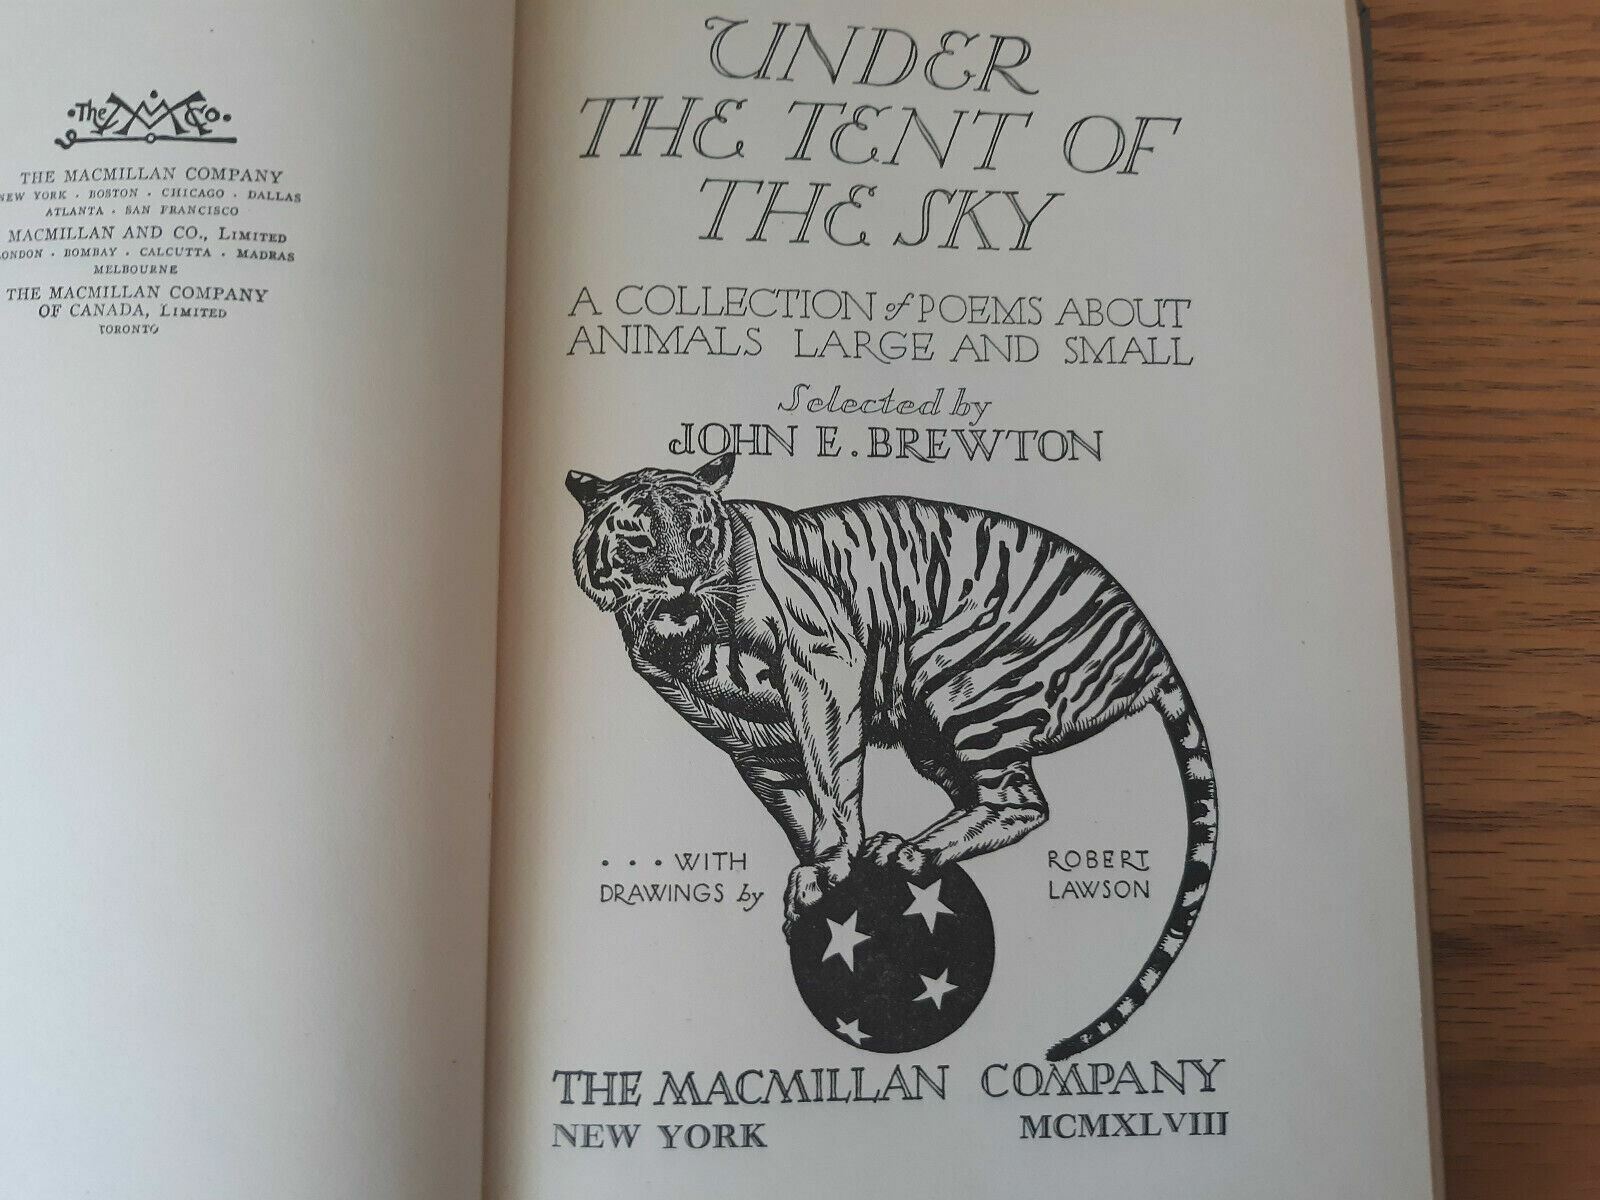 The M Co.
THE MACMILLAN COMPANY
NEW YORK · BOSTON · CHICAGO · DALLAS
ATLANTA · SAN FRANCISCO
MACMILLAN AND CO., LIMITED
LONDON · BOMBAY · CALCUTTA · MADRAS
MELBOURNE
THE MACMILLAN COMPANY
OF CANADA, LIMITED
TORONTO
UNDER
THE TENT OF
THE SKY
A COLLECTION of POEMS ABOUT
ANIMALS LARGE AND SMALL
Selected by
JOHN E. BREWTON
. . . WITH
DRAWINGS by
ROBERT
LAWSON
THE MACMILLAN COMPANY
NEW YORK MCMXLVIII